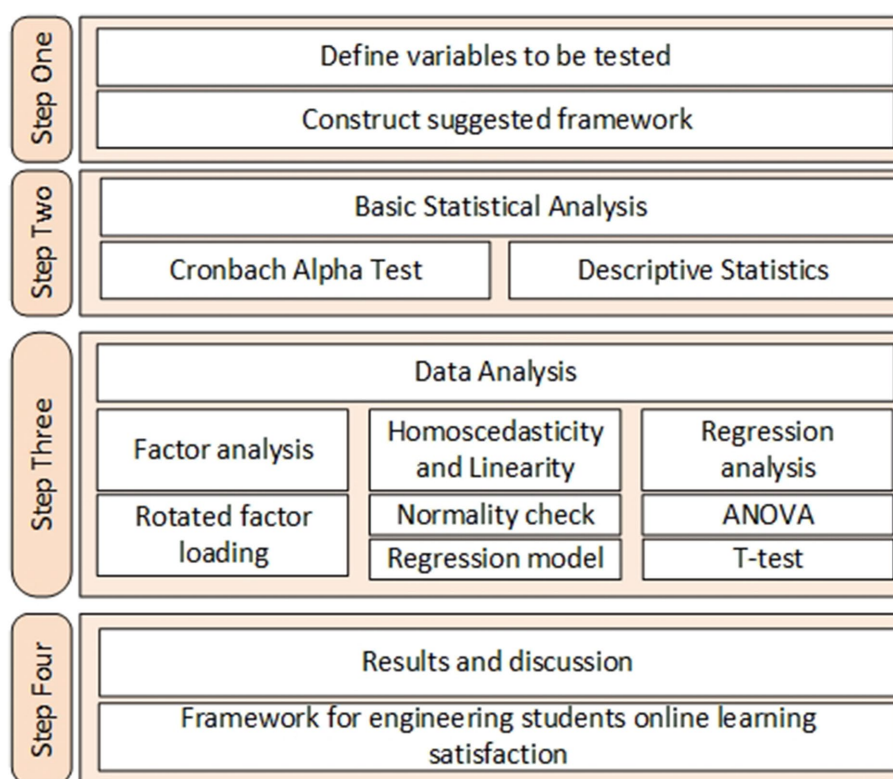 Step One
Define variables to be tested
Construct suggested framework
Step Two
Basic Statistical Analysis
Cronbach Alpha Test
Descriptive Statistics
Step Three
Data Analysis
Factor analysis
Rotated factor
loading
Homoscedasticity
and Linearity
Normality check
Regression model
Regression
analysis
ANOVA
T-test
Step Four
Results and discussion
Framework for engineering students online learning
satisfaction